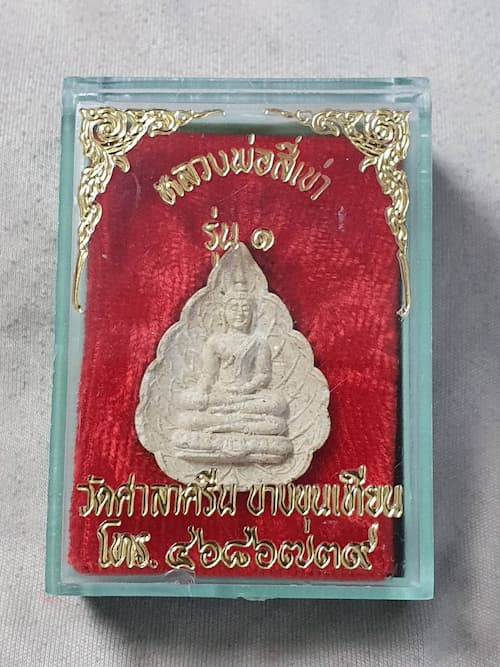 หลวงพ่อสี่เข่า
รุ่น ๑
วัดศาลาครืน บางขุนเทียน
โทร. ๔๖๘๖๗๓๙